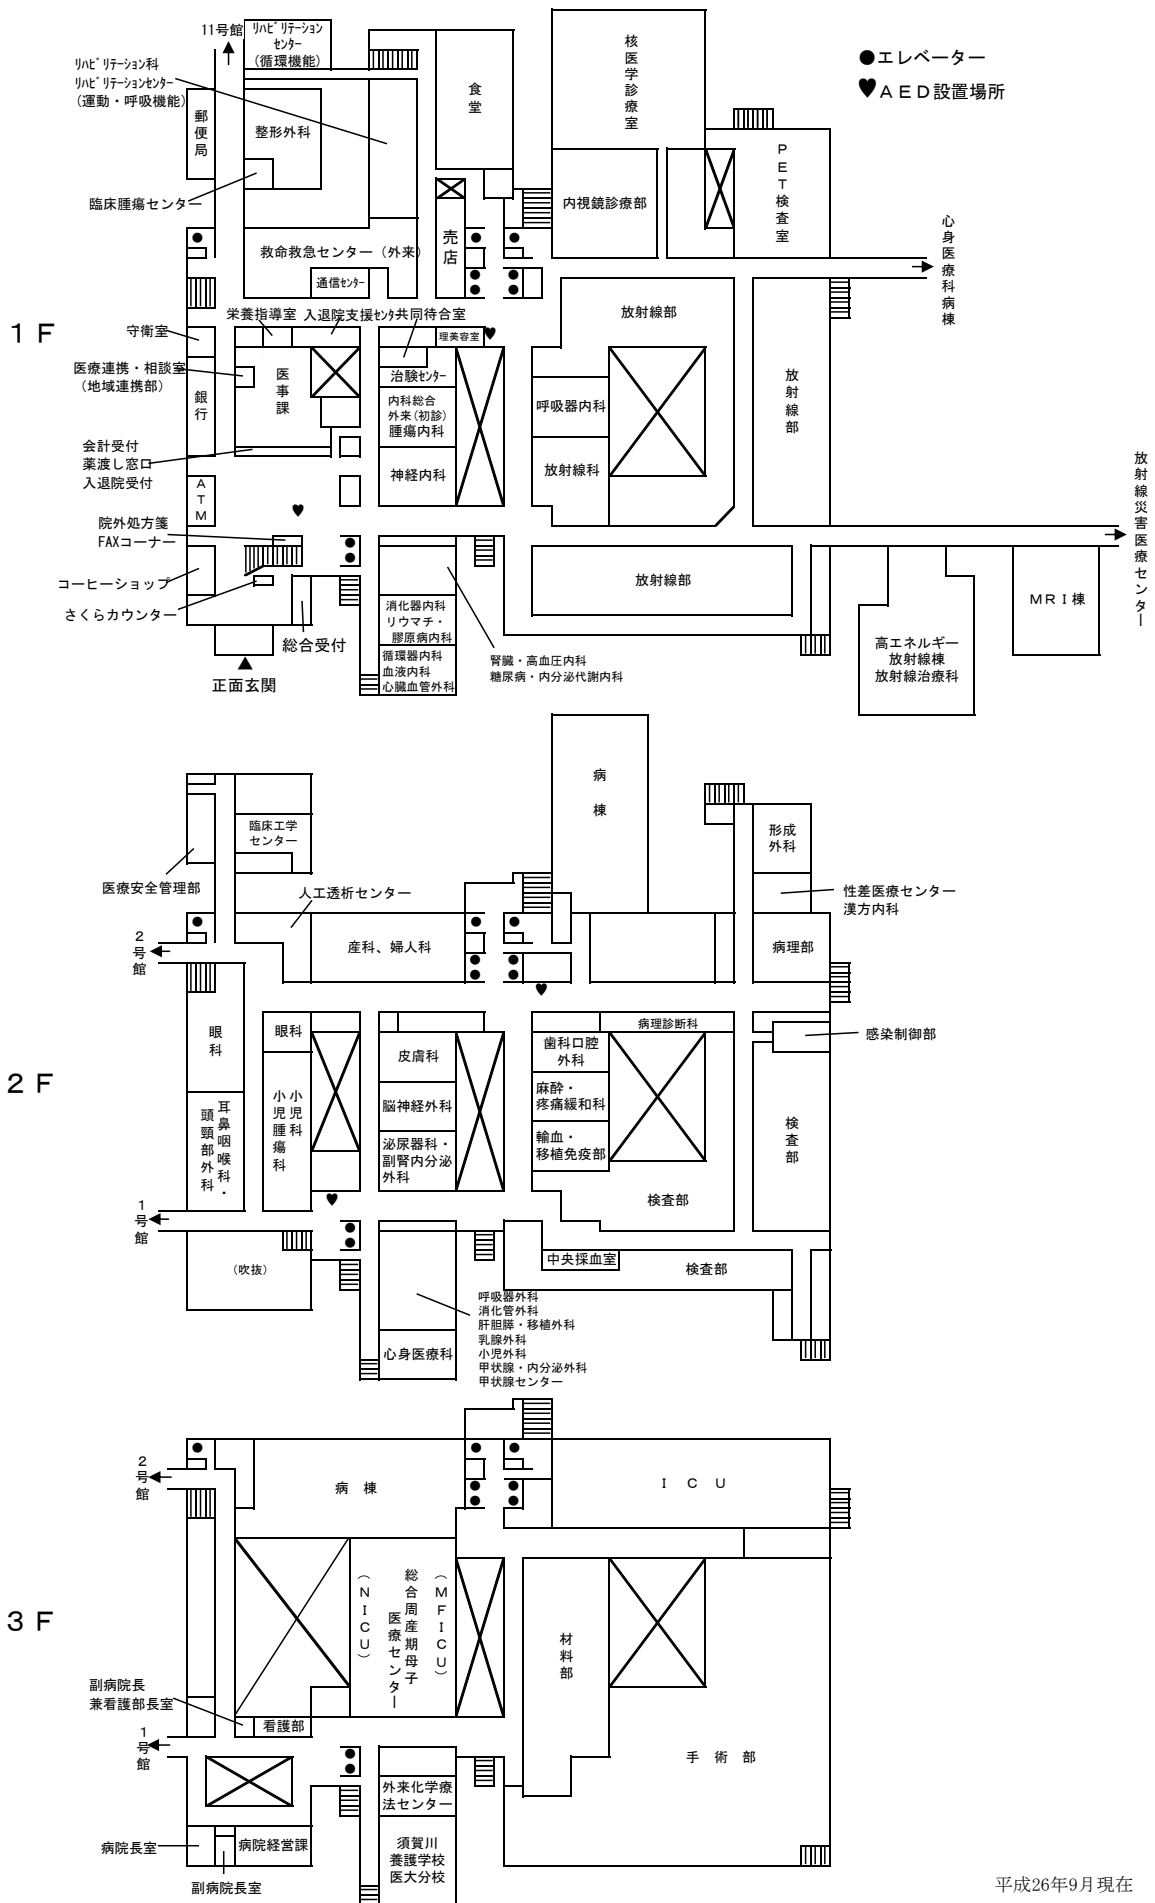 11号館
ﾘﾊﾋﾞﾘﾃｰｼｮﾝ
ｾﾝﾀｰ
(循環機能)
●エレベーター
♥ＡＥＤ設置場所
ﾘﾊﾋﾞﾘﾃｰｼｮﾝ科
ﾘﾊﾋﾞﾘﾃｰｼｮﾝｾﾝﾀｰ
(運動・呼吸機能)
郵便局
整形外科
食堂
核医学診療室
ＰＥＴ検査室
臨床腫瘍センター
内視鏡診療部
心身医療科病棟
救命救急センター（外来）
売店
通信ｾﾝﾀｰ
１Ｆ
守衛室
栄養指導室
入退院支援ｾﾝﾀ
共同待合室
理美容室
放射線部
医療連携・相談室
（地域連携部）
医事課
治験ｾﾝﾀｰ
銀行
内科総合
外来(初診)
腫瘍内科
呼吸器内科
放射線部
会計受付
薬渡し窓口
入退院受付
神経内科
放射線科
ＡＴＭ
放射線災害医療センター
院外処方箋
FAXコーナー
コーヒーショップ
さくらカウンター
総合受付
正面玄関
消化器内科
リウマチ・
膠原病内科
循環器内科
血液内科
心臓血管外科
腎臓・高血圧内科
糖尿病・内分泌代謝内科
放射線部
高エネルギー
放射線棟
放射線治療科
ＭＲＩ棟
病棟
臨床工学
センター
形成
外科
医療安全管理部
人工透析センター
性差医療センター
漢方内科
２号館
産科、婦人科
病理部
２Ｆ
眼科
眼科
病理診断科
感染制御部
皮膚科
歯科口腔
外科
耳鼻咽喉科・
頭頸部外科
小児科
小児腫瘍科
脳神経外科
麻酔・
疼痛緩和科
検査部
泌尿器科・
副腎内分泌
外科
輸血・
移植免疫部
１号館
検査部
(吹抜)
中央採血室
検査部
心身医療科
呼吸器外科
消化管外科
肝胆膵・移植外科
乳腺外科
小児外科
甲状腺・内分泌外科
甲状腺センター
２号館
病　棟
Ｉ　Ｃ　Ｕ
３Ｆ
（ＭＦＩＣＵ）
総合周産期母子
医療センター
（ＮＩＣＵ）
材料部
副病院長
兼看護部長室
看護部
１号館
手　術　部
外来化学療
法センター
病院長室
病院経営課
副病院長室
須賀川
養護学校
医大分校
平成26年9月現在